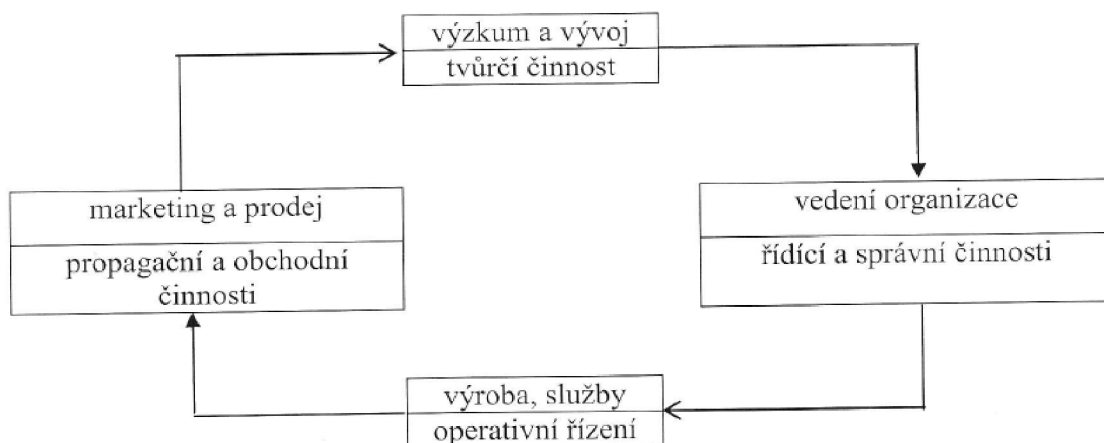 výzkum a vývoj
tvůrčí činnost
marketing a prodej
propagační a obchodní
činnosti
vedení organizace
řídící a správní činnosti
výroba, služby
operativní řízení